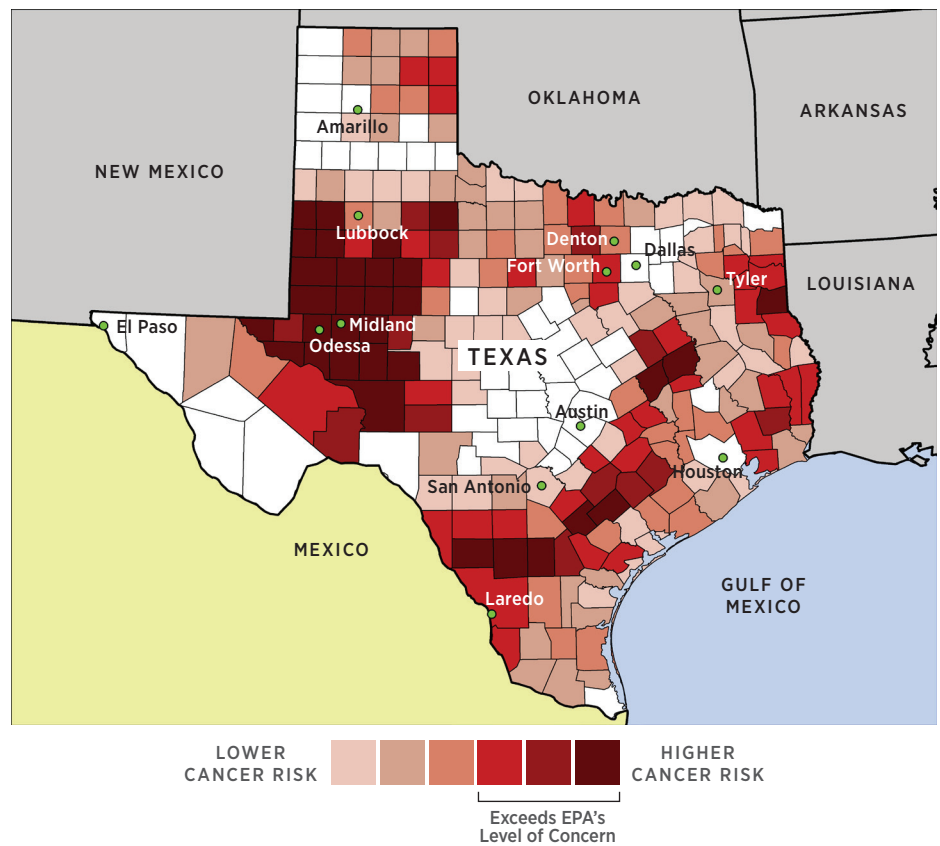 OKLAHOMA
ARKANSAS
Amarillo
NEW MEXICO
Lubbock
Denton
Dallas
Fort Worth
Tyler
LOUISIANA
El Paso
Midland
Odessa
TEXAS
Austin
Houston
San Antonio
MEXICO
GULF OF
MEXICO
Laredo
LOWER
CANCER RISK
HIGHER
CANCER RISK
Exceeds EPA's
Level of Concern